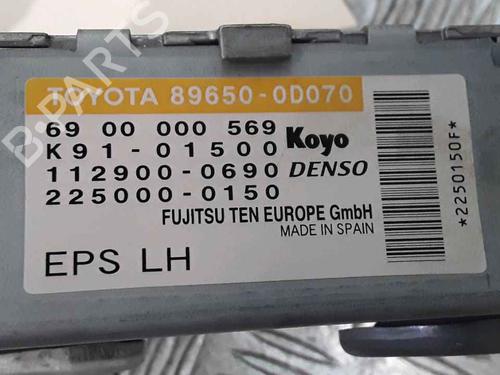 TOYOTA 89650-0D070
69 00 000 569
K91-01500 Koyo
112900-0690 DENSO
225000-0150
FUJITSU TEN EUROPE GmbH
MADE IN SPAIN
EPS LH
*2250150F*
B-PARTS